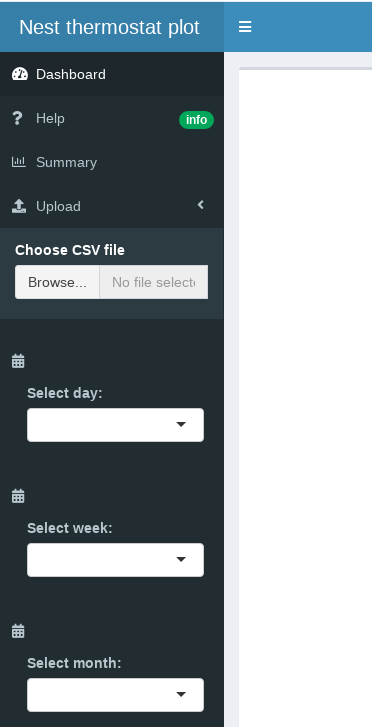 Nest thermostat plot
Dashboard
Help info
Summary
Upload
Choose CSV file
Browse... No file selecte
Select day:
Select week:
Select month: